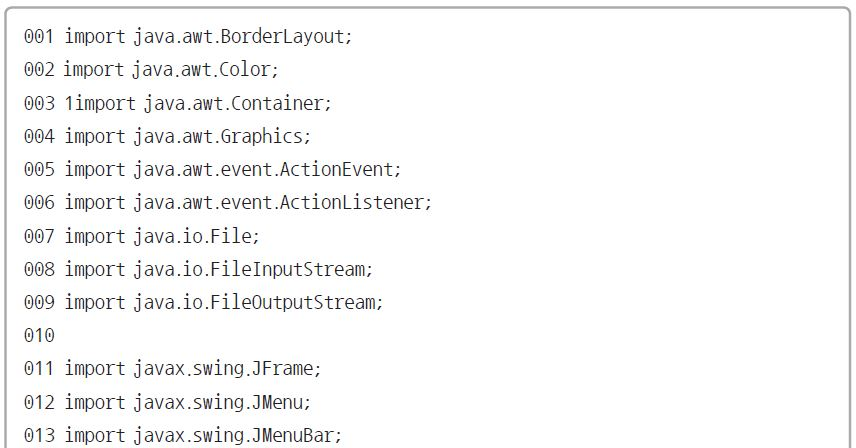 001 import java.awt.BorderLayout;
002 import java.awt.Color;
003 1import java.awt.Container;
004 import java.awt.Graphics;
005 import java.awt.event.ActionEvent;
006 import java.awt.event.ActionListener;
007 import java.io.File;
008 import java.io.FileInputStream;
009 import java.io.FileOutputStream;
010
011 import javax.swing.JFrame;
012 import javax.swing.JMenu;
013 import javax.swing.JMenuBar;